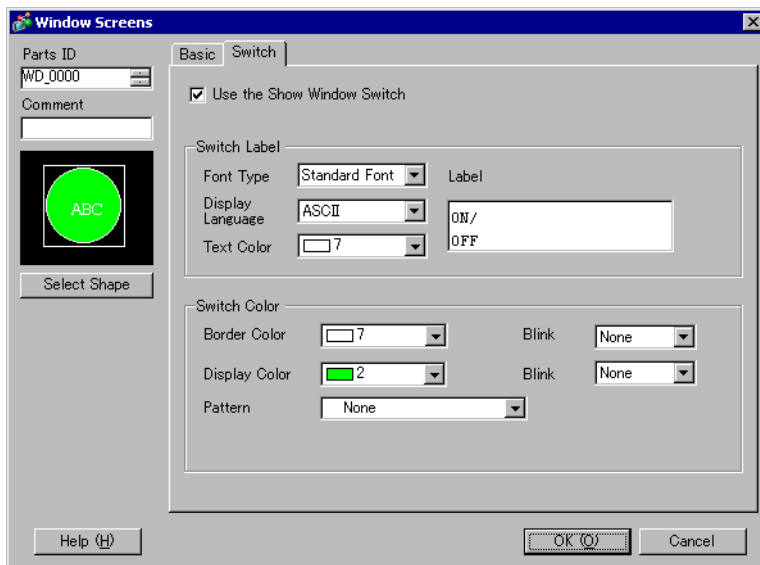 Window Screens
Parts ID
WD_0000
Comment
ABC
Select Shape
Basic
Switch
Use the Show Window Switch
Switch Label
Font Type
Standard Font
Label
Display
Language
ASCII
ON/
OFF
Text Color
7
Switch Color
Border Color
7
Blink
None
Display Color
2
Blink
None
Pattern
None
Help (H)
OK (O)
Cancel